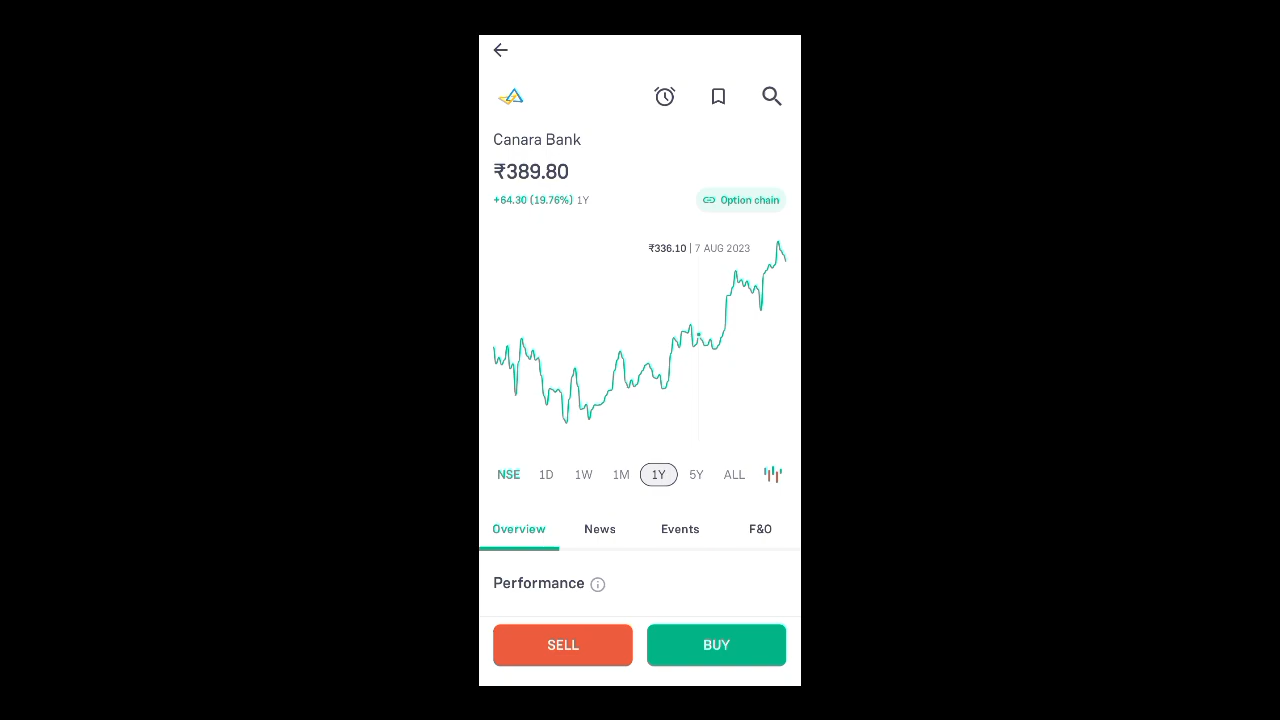 Canara Bank
₹389.80
+64.30 (19.76%) 1Y
Option chain
₹336.10 | 7 AUG 2023
NSE 1D 1W 1M 1Y 5Y ALL
Overview News Events F&O
Performance
SELL BUY